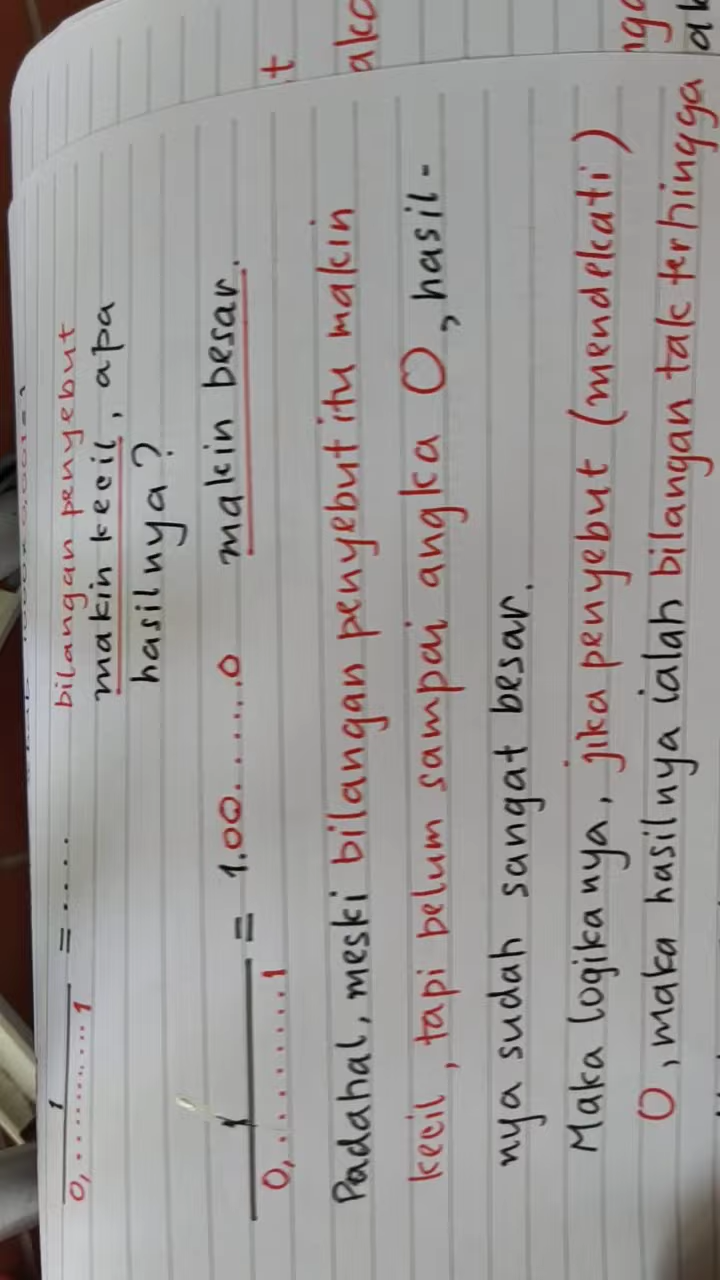 1
——— = ..... bilangan penyebut
0,..........1 makin kecil, apa
hasilnya?
1
——— = 1.00.......0 makin besar.
0,..........1
Padahal, meski bilangan penyebut itu makin
kecil, tapi belum sampai angka 0, hasil-
nya sudah sangat besar.
Maka logikanya, jika penyebut (mendekati)
0, maka hasilnya ialah bilangan tak terhingga